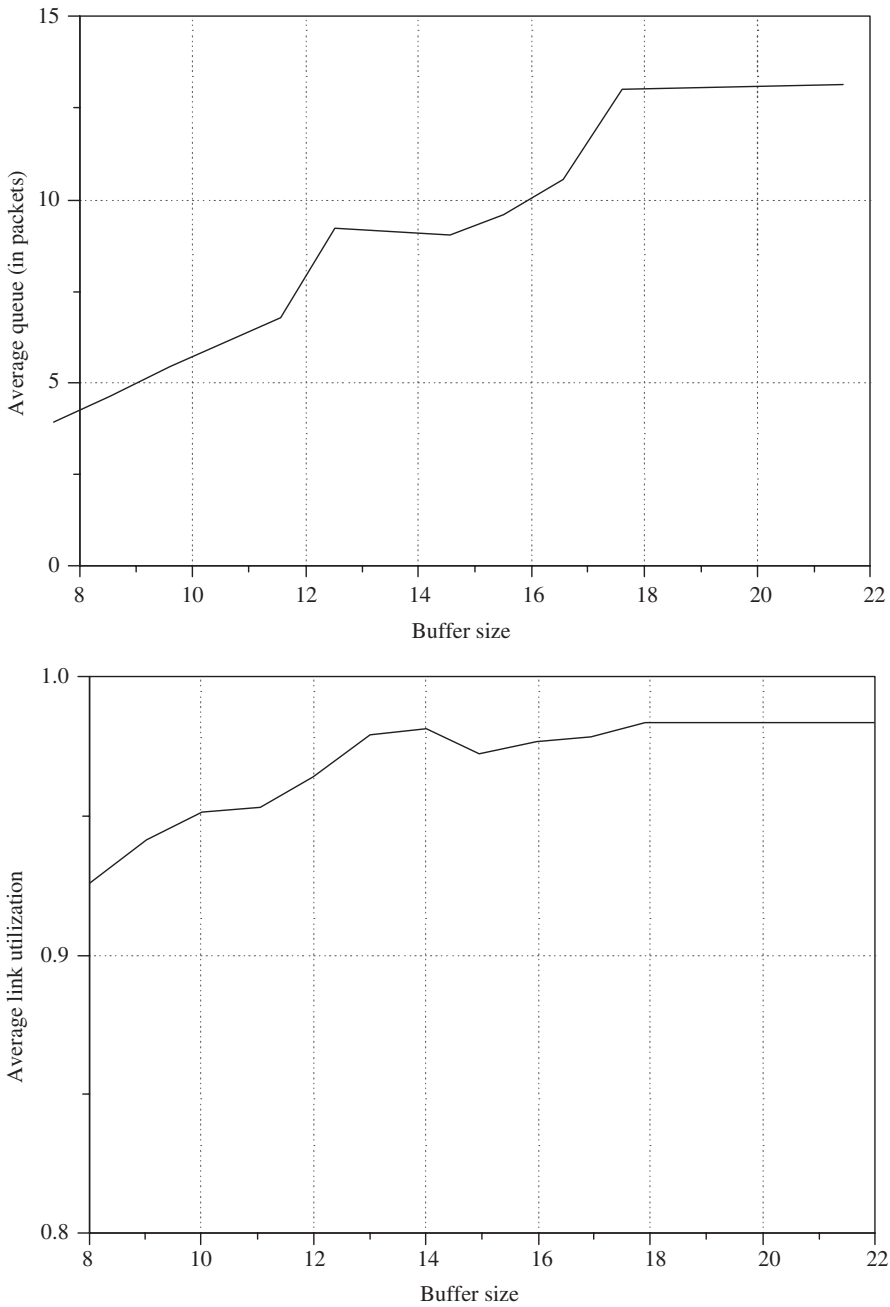 15
10
5
0
Average queue (in packets)
8 10 12 14 16 18 20 22
Buffer size
1.0
0.9
0.8
Average link utilization
8 10 12 14 16 18 20 22
Buffer size